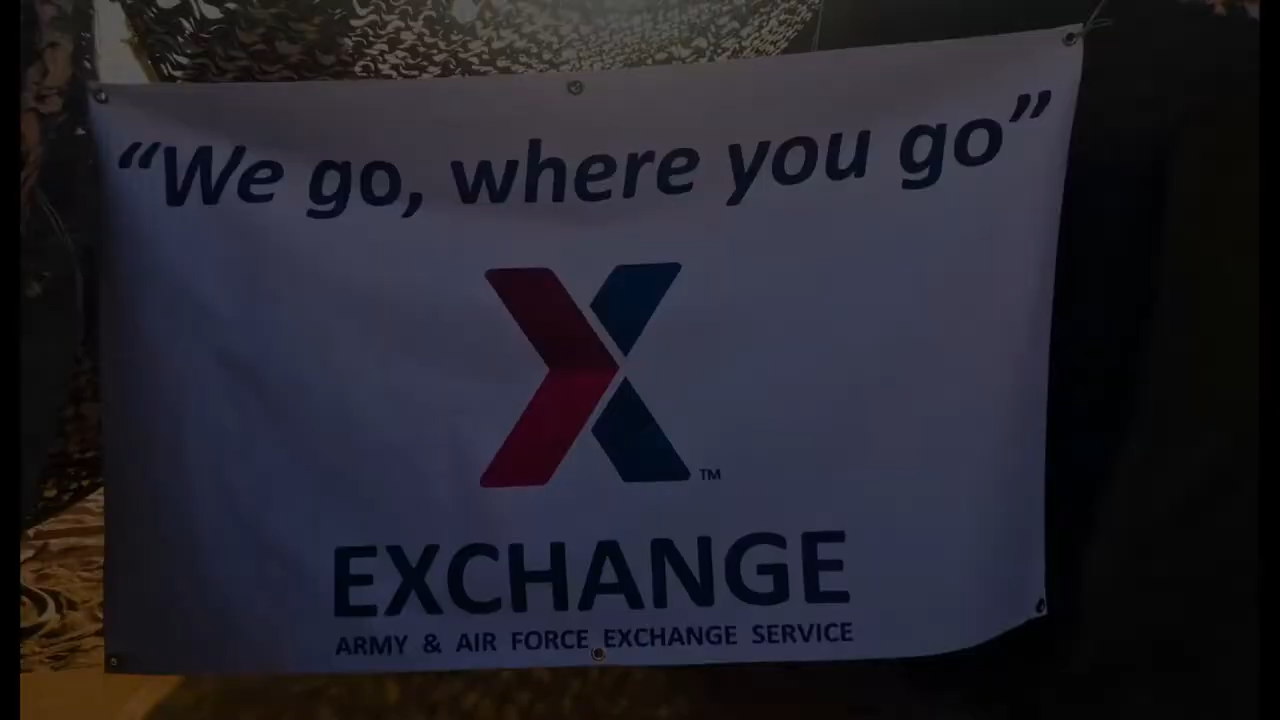 “We go, where you go”
X TM
EXCHANGE
ARMY & AIR FORCE EXCHANGE SERVICE